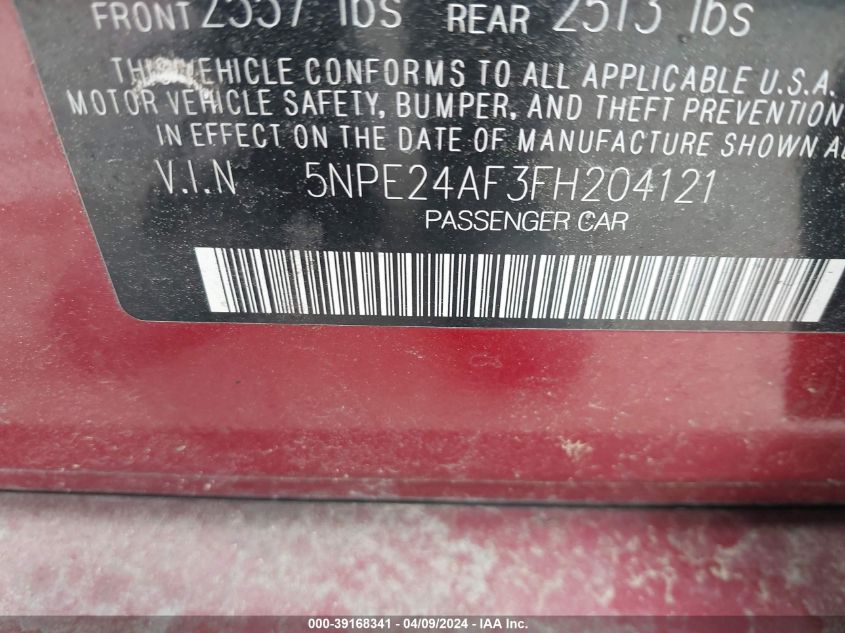 FRONT 2557 lbs REAR 2513 lbs
THIS VEHICLE CONFORMS TO ALL APPLICABLE U.S.A.
MOTOR VEHICLE SAFETY, BUMPER, AND THEFT PREVENTION
IN EFFECT ON THE DATE OF MANUFACTURE SHOWN
V.I.N 5NPE24AF3FH204121
PASSENGER CAR
000-39168341 - 04/09/2024 - IAA Inc.